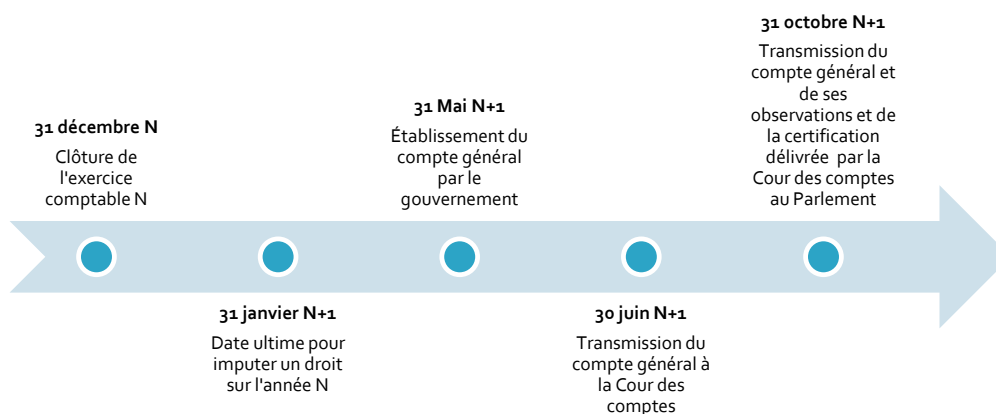 31 décembre N
Clôture de
l'exercice
comptable N
31 janvier N+1
Date ultime pour
imputer un droit
sur l'année N
31 Mai N+1
Établissement du
compte général
par le
gouvernement
30 juin N+1
Transmission du
compte général à
la Cour des
comptes
31 octobre N+1
Transmission du
compte général et
de ses
observations et de
la certification
délivrée par la
Cour des comptes
au Parlement